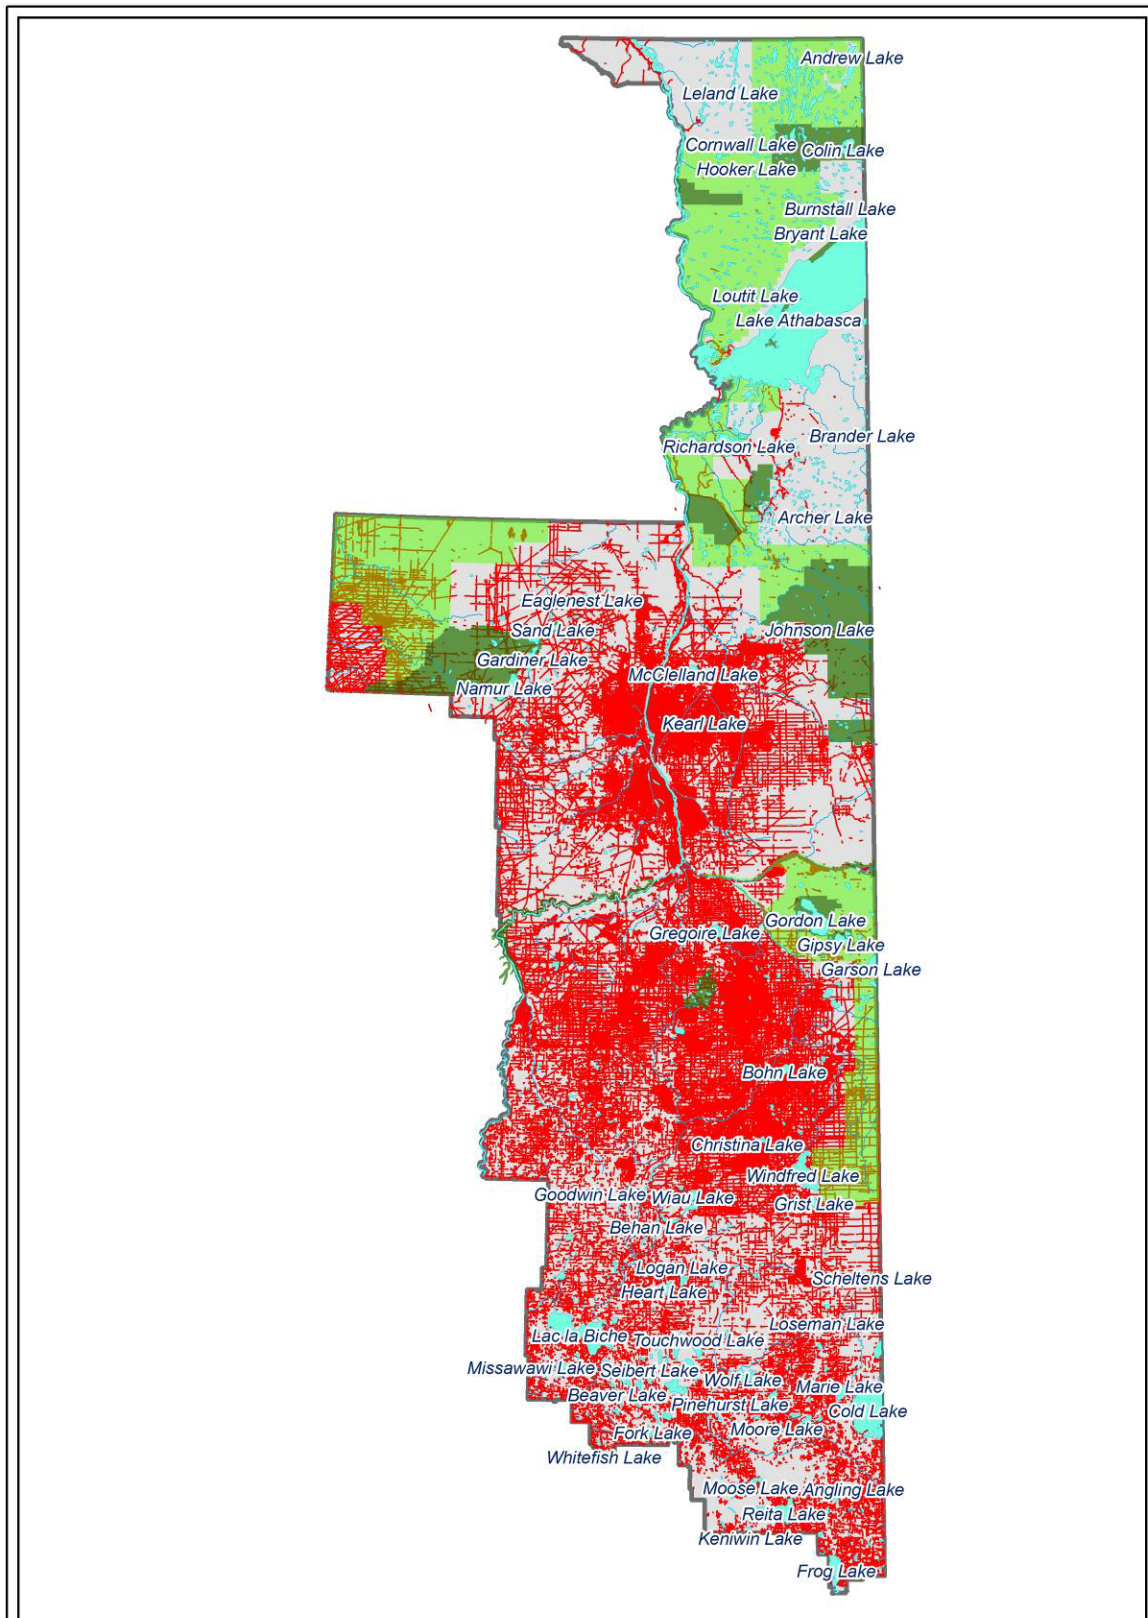 Andrew Lake
Leland Lake
Cornwall Lake
Colin Lake
Hooker Lake
Burnstall Lake
Bryant Lake
Loutit Lake
Lake Athabasca
Brander Lake
Richardson Lake
Archer Lake
Eaglenest Lake
Sand Lake
Johnson Lake
Gardiner Lake
McClelland Lake
Namur Lake
Kearl Lake
Gordon Lake
Gregoire Lake
Gipsy Lake
Garson Lake
Bohn Lake
Christina Lake
Windfred Lake
Goodwin Lake
Wiau Lake
Grist Lake
Behan Lake
Logan Lake
Scheltens Lake
Heart Lake
Loseman Lake
Lac la Biche
Touchwood Lake
Missawawi Lake
Seibert Lake
Wolf Lake
Marie Lake
Beaver Lake
Pinehurst Lake
Cold Lake
Fork Lake
Moore Lake
Whitefish Lake
Moose Lake
Angling Lake
Reita Lake
Keniwin Lake
Frog Lake